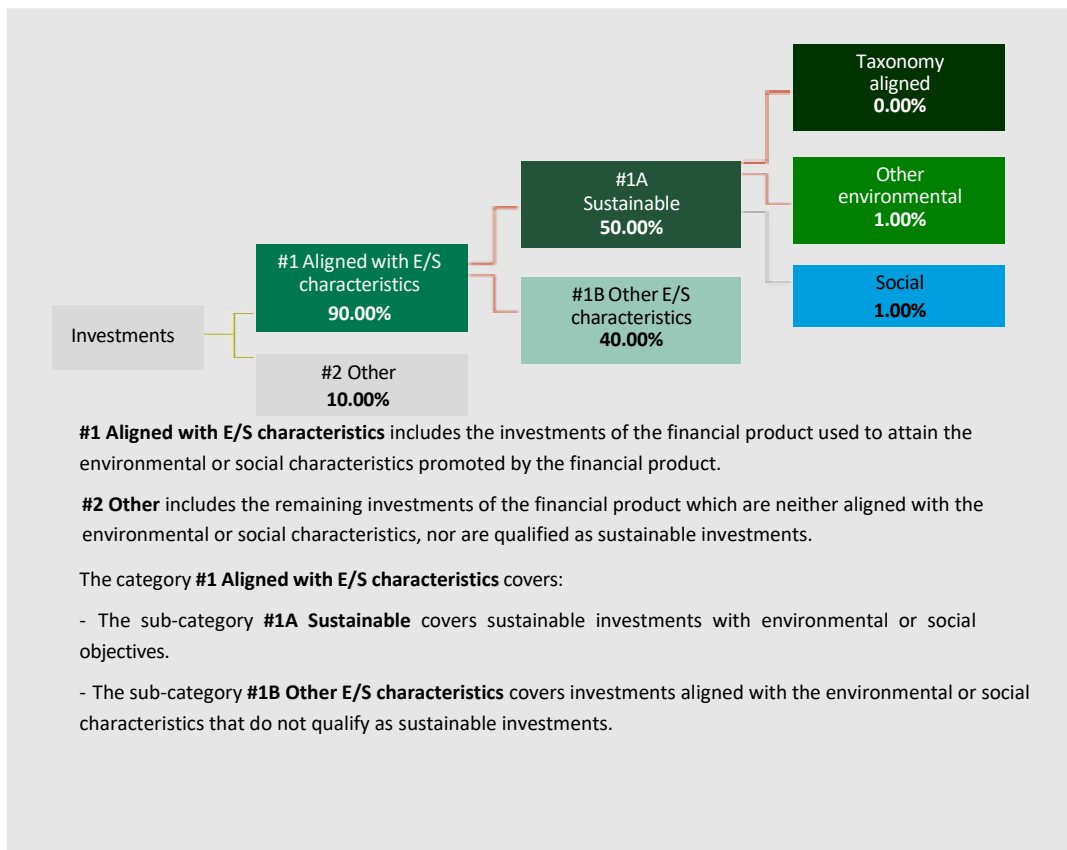 Taxonomy
aligned
0.00%
#1A
Sustainable
50.00%
Other
environmental
1.00%
#1 Aligned with E/S
characteristics
90.00%
#1B Other E/S
characteristics
40.00%
Social
1.00%
Investments
#2 Other
10.00%
#1 Aligned with E/S characteristics includes the investments of the financial product used to attain the
environmental or social characteristics promoted by the financial product.
#2 Other includes the remaining investments of the financial product which are neither aligned with the
environmental or social characteristics, nor are qualified as sustainable investments.
The category #1 Aligned with E/S characteristics covers:
- The sub-category #1A Sustainable covers sustainable investments with environmental or social
objectives.
- The sub-category #1B Other E/S characteristics covers investments aligned with the environmental or social
characteristics that do not qualify as sustainable investments.